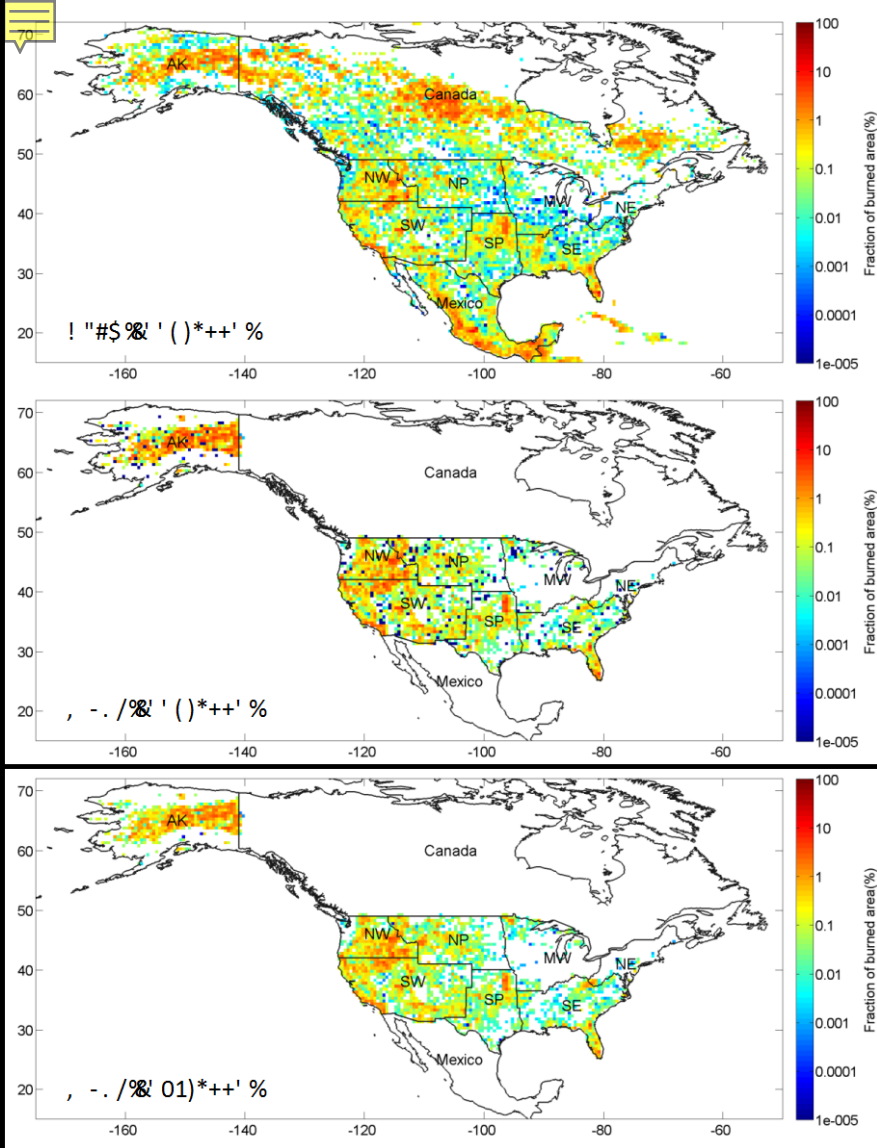 100
70
AK
10
60
Canada
1
50
NW
NP
0.1
40
MW
NE
0.01
SW
SP
SE
30
0.001
Mexico
0.0001
20
! "#$%&' '()*++'%
1e-005
-160 -140 -120 -100 -80 -60
Fraction of burned area(%)
100
70
AK
10
60
Canada
1
50
NW
NP
0.1
40
MW
NE
0.01
SW
SP
SE
30
0.001
Mexico
0.0001
20
, -./%&' '()*++'%
1e-005
-160 -140 -120 -100 -80 -60
Fraction of burned area(%)
100
70
AK
10
60
Canada
1
50
NW
NP
0.1
40
MW
NE
0.01
SW
SP
SE
30
0.001
Mexico
0.0001
20
, -./%&' 01)*++'%
1e-005
-160 -140 -120 -100 -80 -60
Fraction of burned area(%)